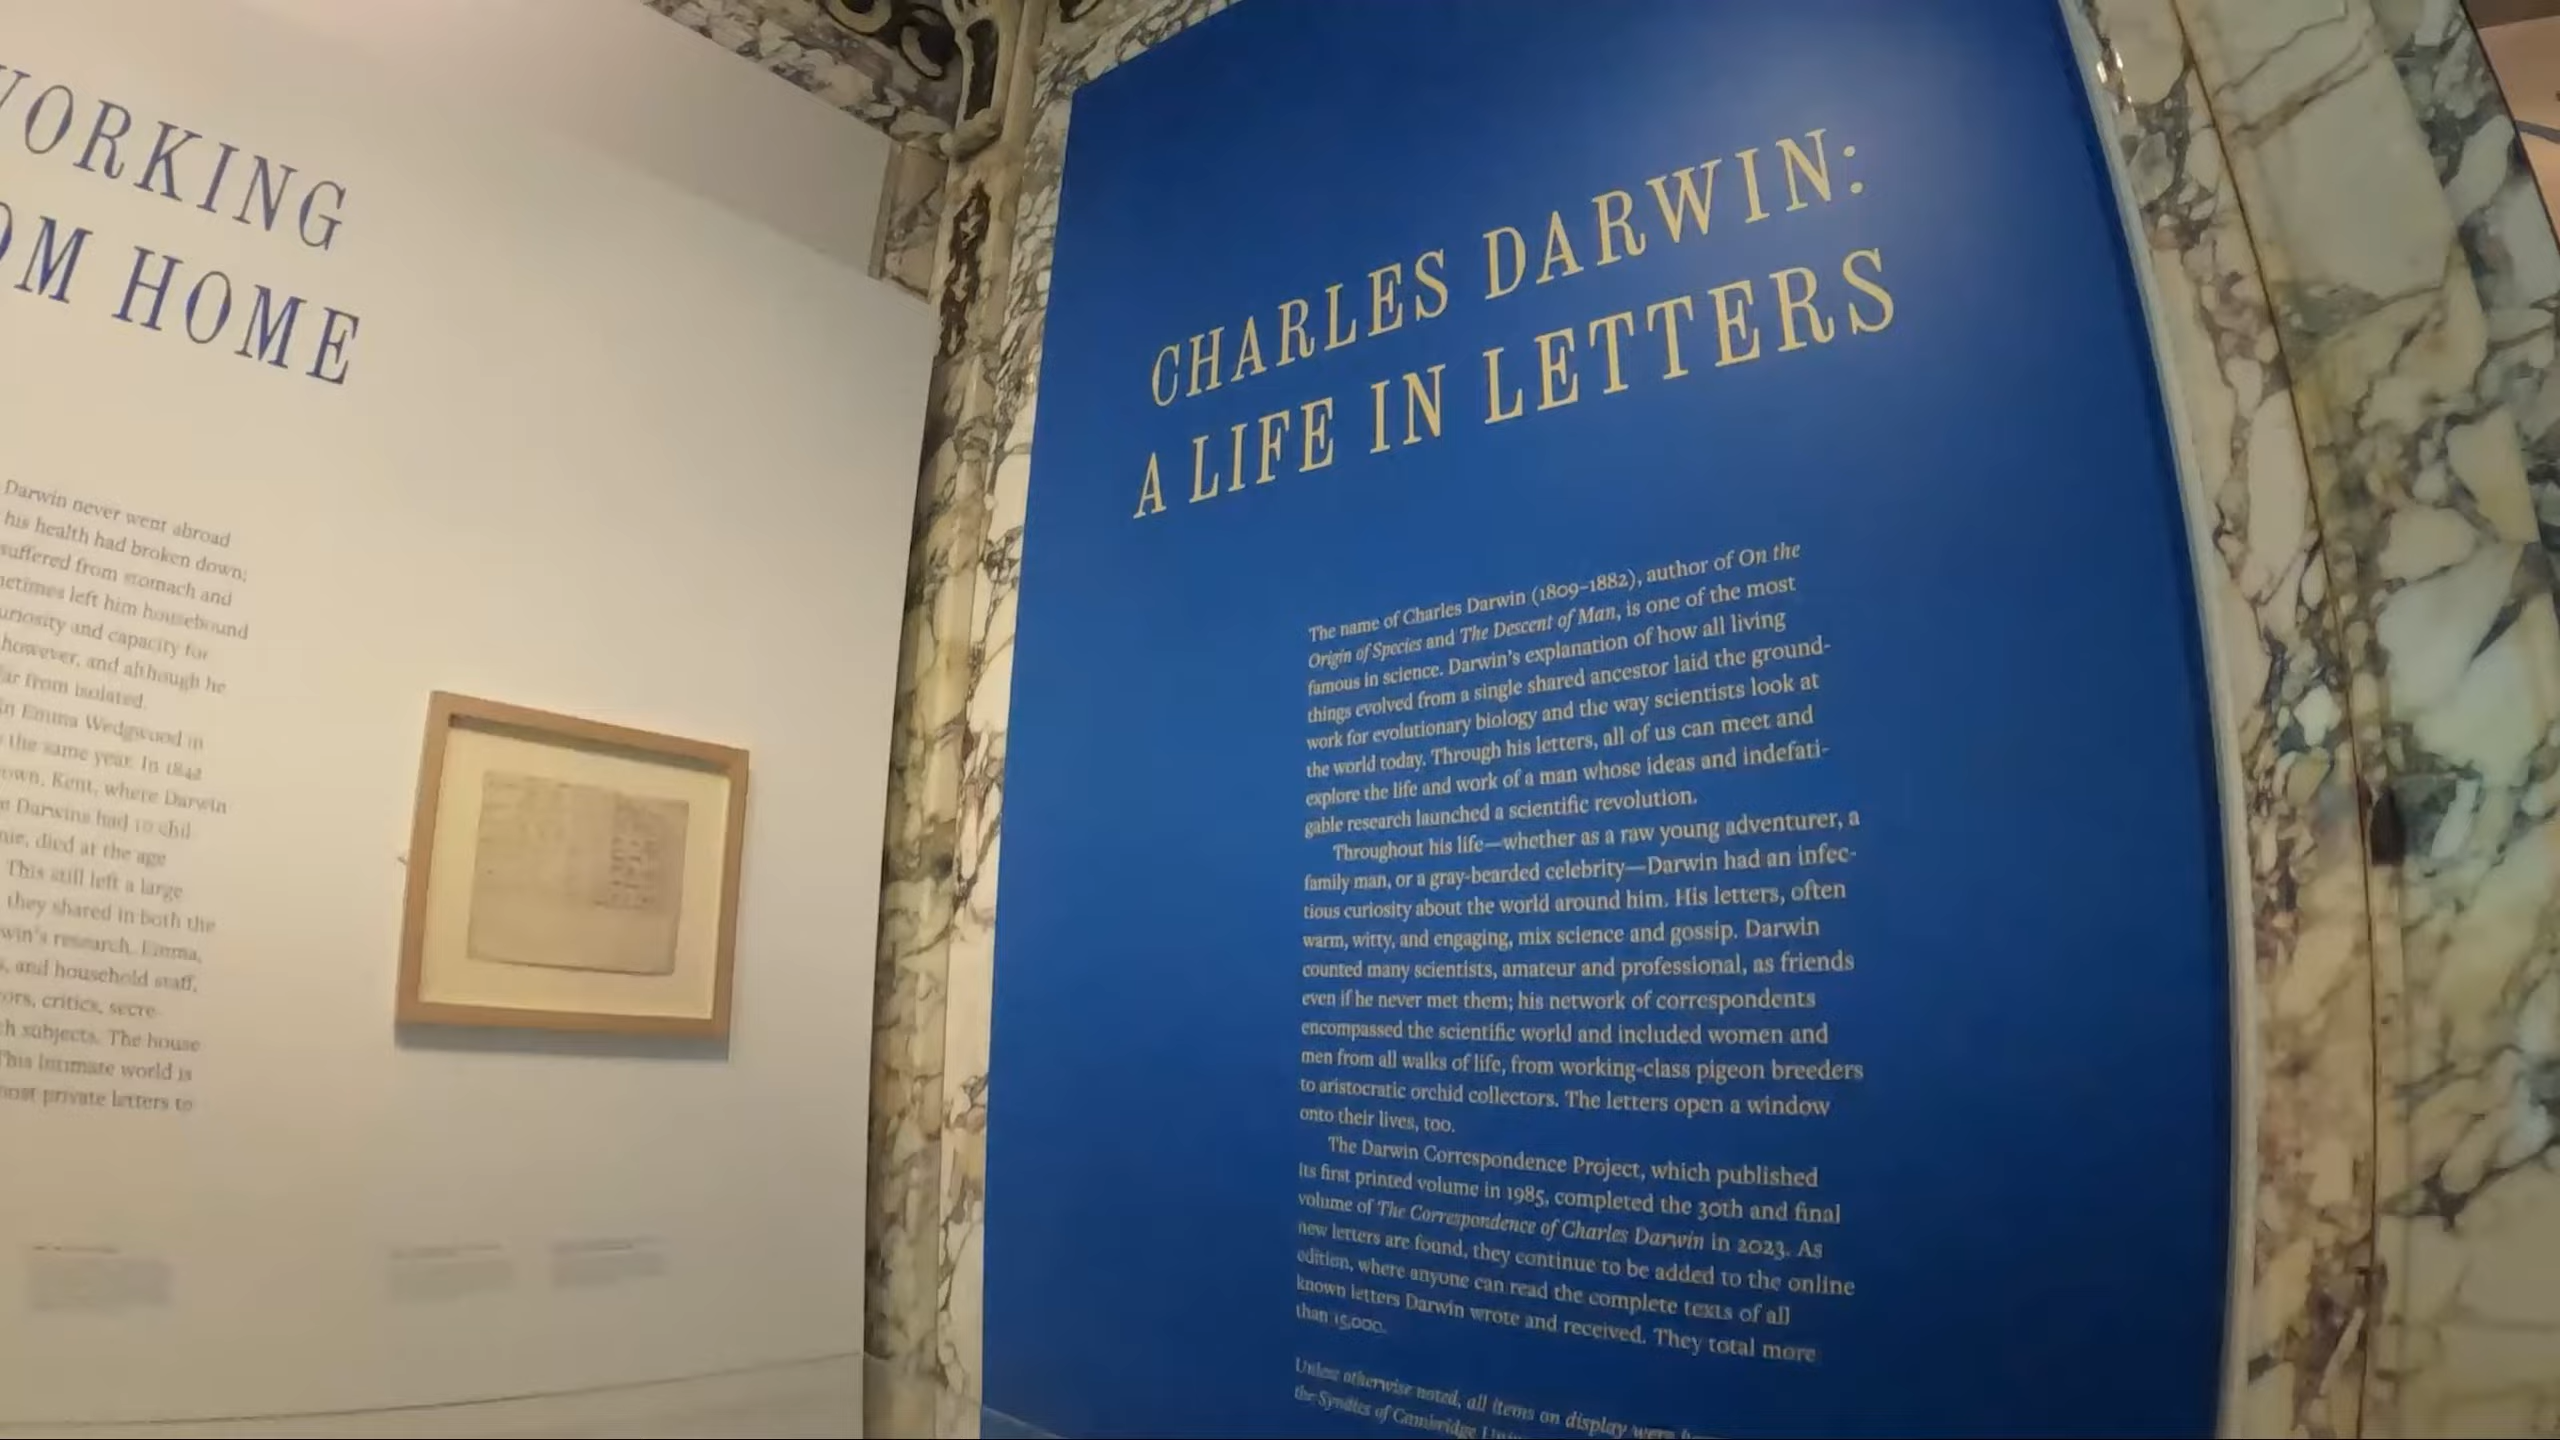 WORKING
HOME
Darwin never went abroad
his health had broken down;
suffered from stomach and
left him housebound
and capacity for
however, and although he
from isolated.
Emma Wedgwood in
the same year. In 1842
Kent, where Darwin
Darwins had 10 chil
died at the age
This still left a large
they shared in both the
research. Emma,
and household staff,
critics, secre-
subjects. The house
This intimate world is
private letters to
CHARLES DARWIN:
A LIFE IN LETTERS
The name of Charles Darwin (1809–1882), author of On the
Origin of Species and The Descent of Man, is one of the most
famous in science. Darwin's explanation of how all living
things evolved from a single shared ancestor laid the ground-
work for evolutionary biology and the way scientists look at
the world today. Through his letters, all of us can meet and
explore the life and work of a man whose ideas and indefati-
gable research launched a scientific revolution.
Throughout his life—whether as a raw young adventurer, a
family man, or a gray-bearded celebrity—Darwin had an infec-
tious curiosity about the world around him. His letters, often
warm, witty, and engaging, mix science and gossip. Darwin
counted many scientists, amateur and professional, as friends
even if he never met them; his network of correspondents
encompassed the scientific world and included women and
men from all walks of life, from working-class pigeon breeders
to aristocratic orchid collectors. The letters open a window
onto their lives, too.
The Darwin Correspondence Project, which published
its first printed volume in 1985, completed the 30th and final
volume of The Correspondence of Charles Darwin in 2023. As
new letters are found, they continue to be added to the online
edition, where anyone can read the complete texts of all
known letters Darwin wrote and received. They total more
than 15,000.
Unless otherwise noted, all items on display were
the Syndics of Cambridge